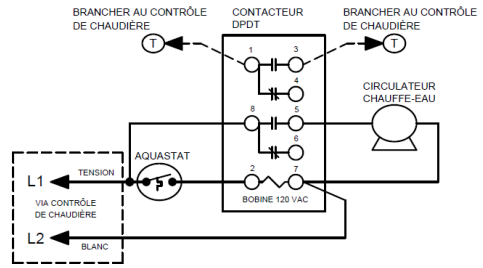 BRANCHER AU CONTRÔLE
DE CHAUDIÈRE
CONTACTEUR
DPDT
BRANCHER AU CONTRÔLE
DE CHAUDIÈRE
T
T
1
3
4
CIRCULATEUR
CHAUFFE-EAU
8
5
6
AQUASTAT
2
7
L1
TENSION
VIA CONTRÔLE
DE CHAUDIÈRE
BOBINE 120 VAC
L2
BLANC